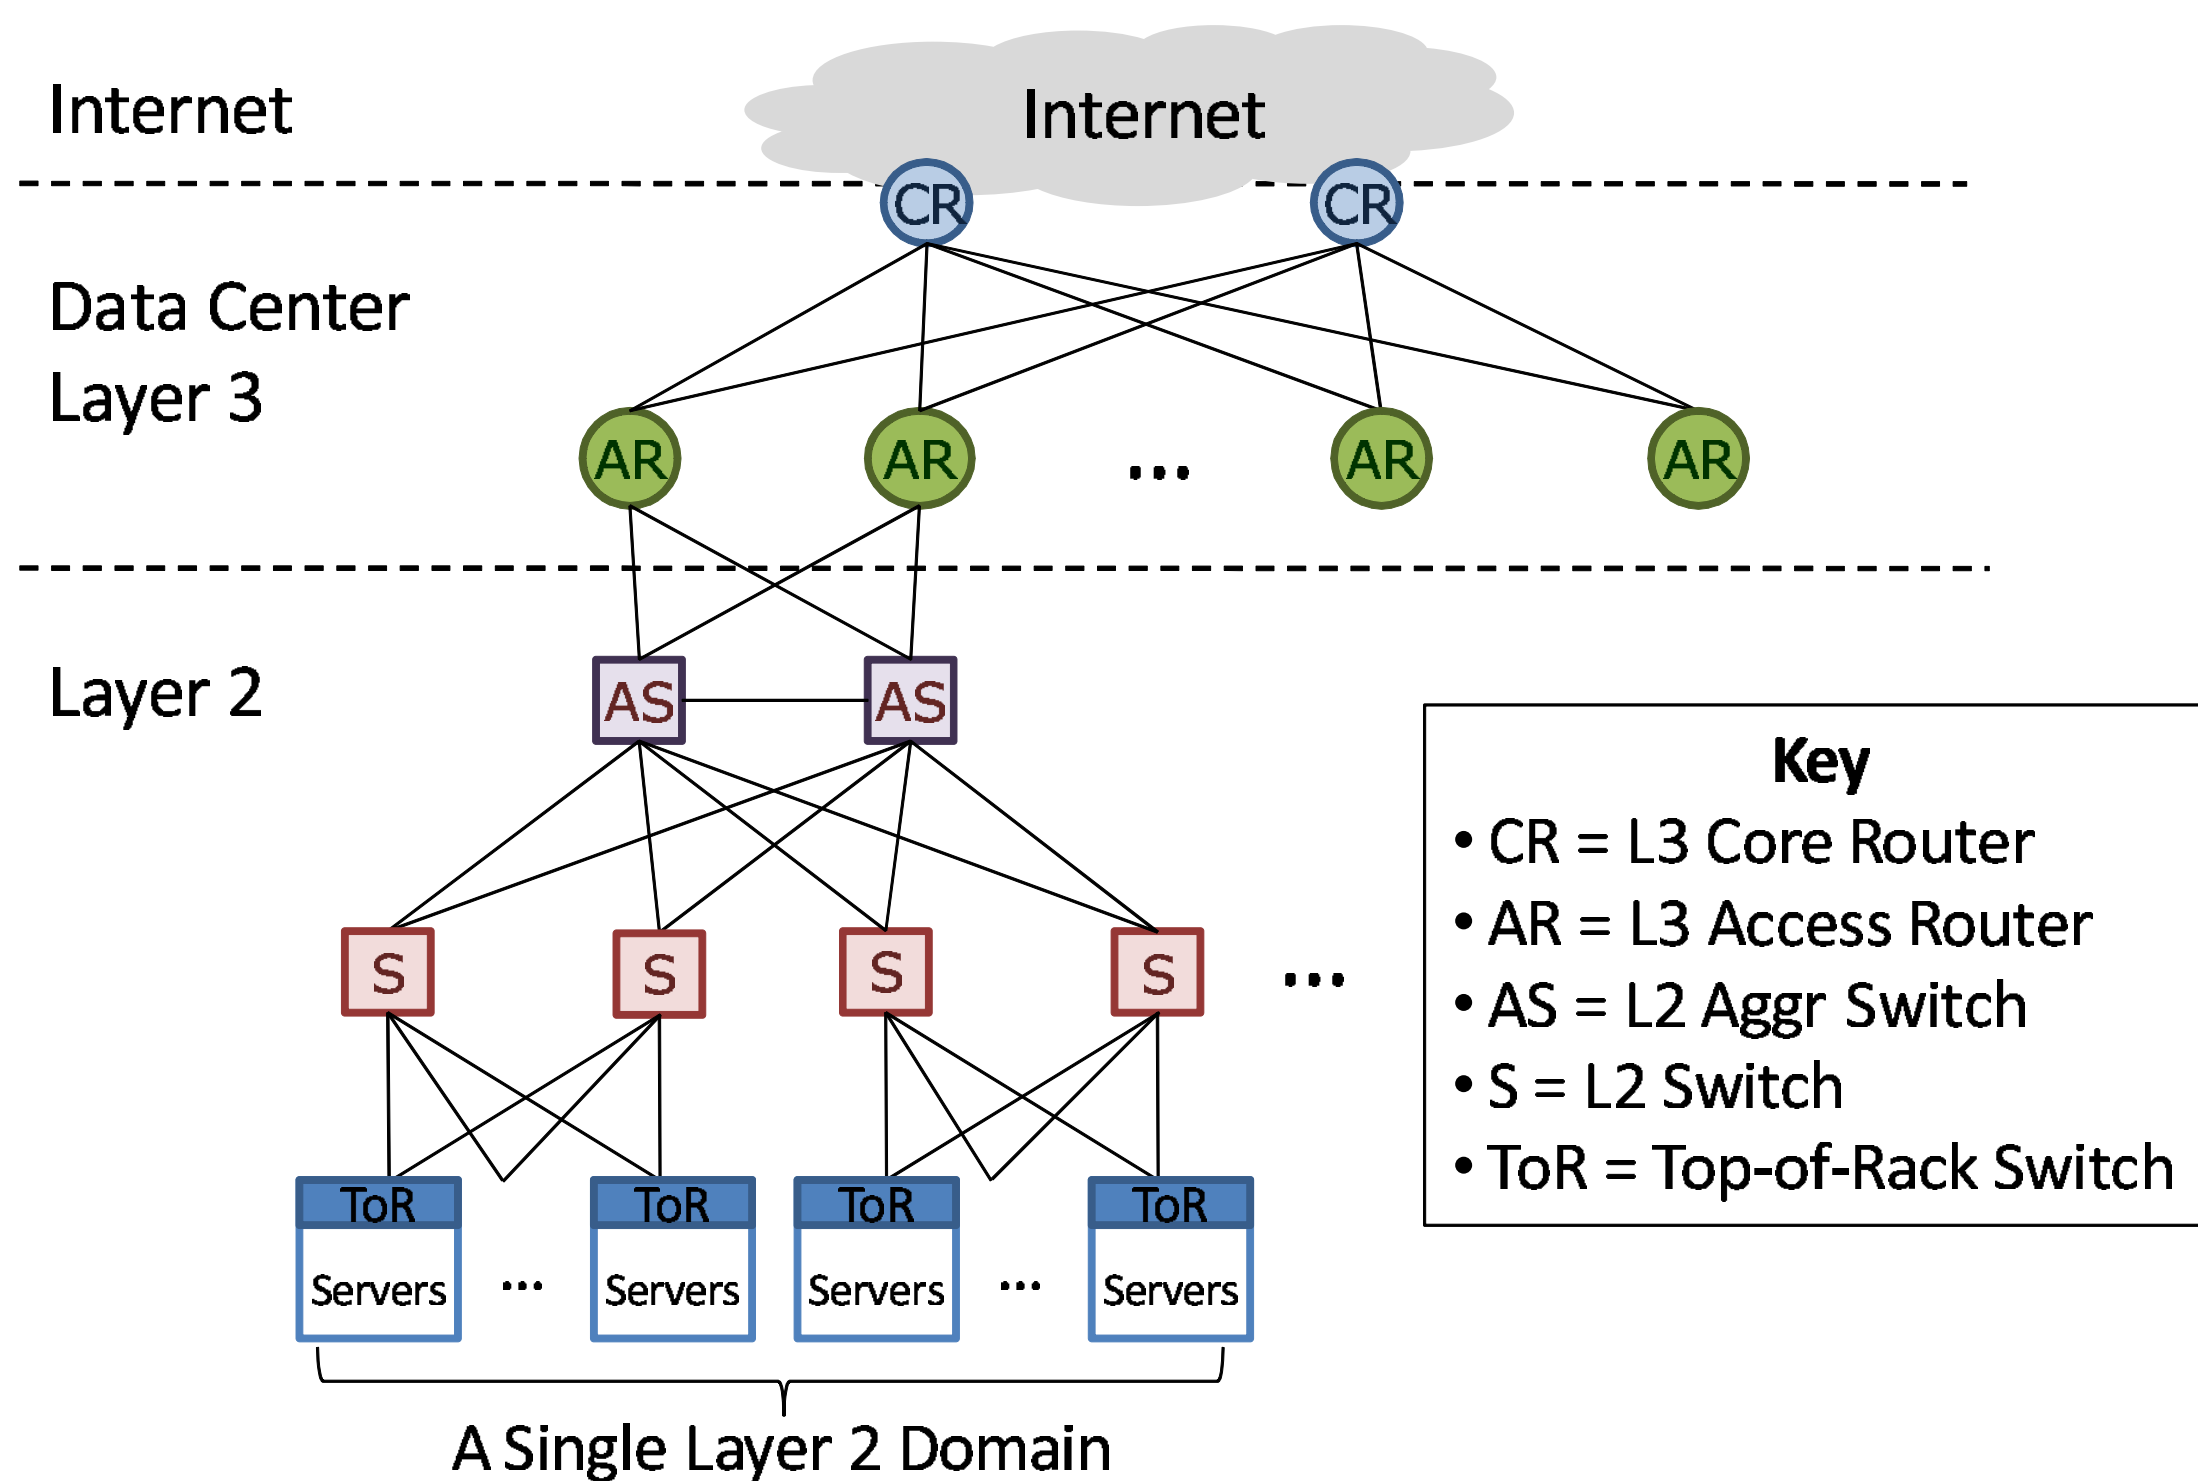 Internet
Internet
CR CR
Data Center
Layer 3
AR AR ... AR AR
Layer 2
AS AS
S S S S ...
ToR ToR ToR ToR
Servers ... Servers Servers ... Servers
A Single Layer 2 Domain
Key
• CR = L3 Core Router
• AR = L3 Access Router
• AS = L2 Aggr Switch
• S = L2 Switch
• ToR = Top-of-Rack Switch